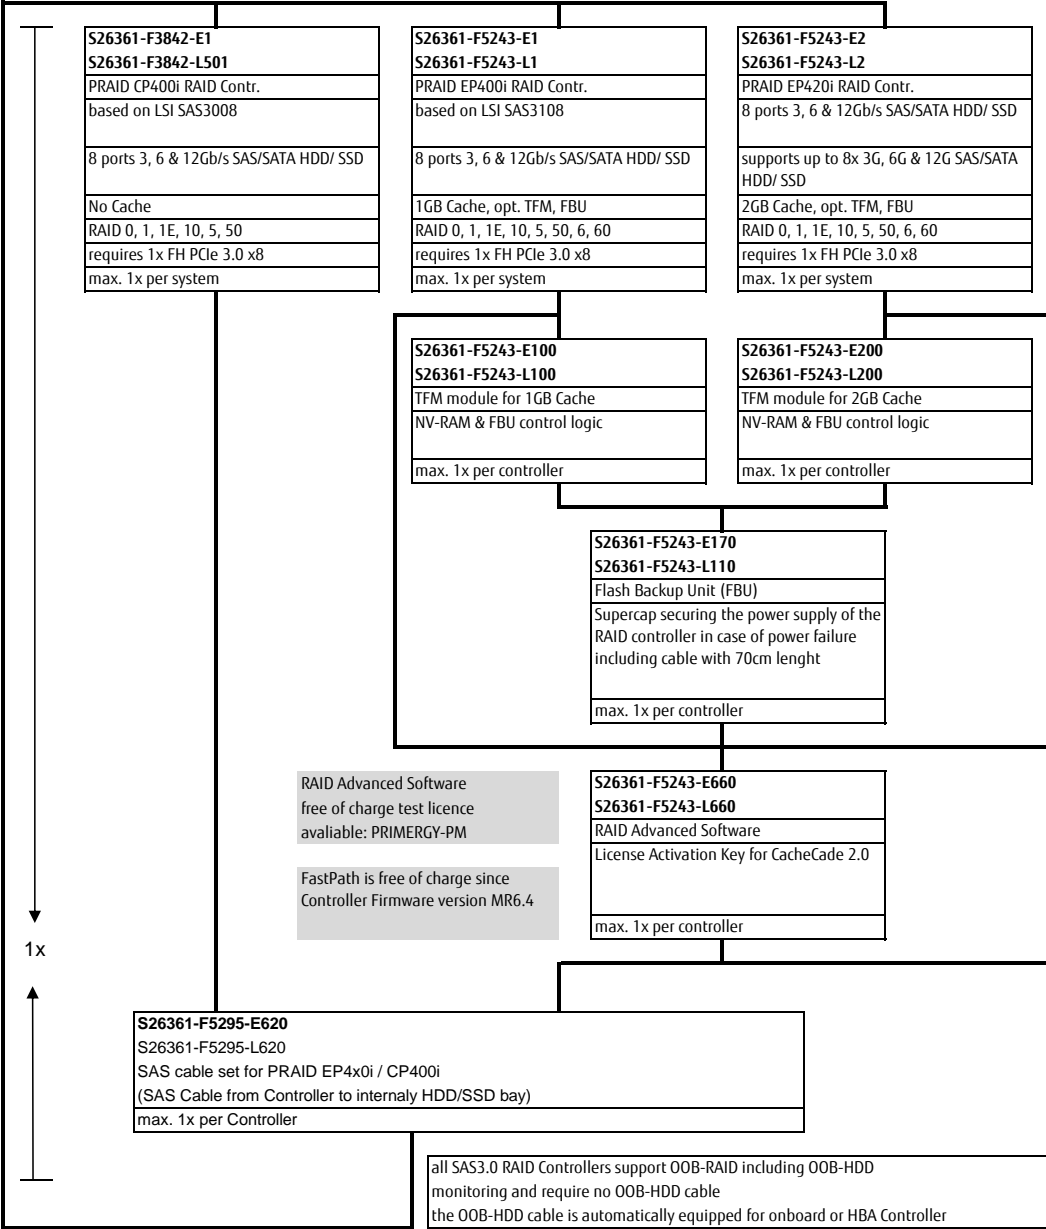 S26361-F3842-E1
S26361-F3842-L501
PRAID CP400i RAID Contr.
based on LSI SAS3008
8 ports 3, 6 & 12Gb/s SAS/SATA HDD/ SSD
No Cache
RAID 0, 1, 1E, 10, 5, 50
requires 1x FH PCIe 3.0 x8
max. 1x per system
S26361-F5243-E1
S26361-F5243-L1
PRAID EP400i RAID Contr.
based on LSI SAS3108
8 ports 3, 6 & 12Gb/s SAS/SATA HDD/ SSD
1GB Cache, opt. TFM, FBU
RAID 0, 1, 1E, 10, 5, 50, 6, 60
requires 1x FH PCIe 3.0 x8
max. 1x per system
S26361-F5243-E2
S26361-F5243-L2
PRAID EP420i RAID Contr.
8 ports 3, 6 & 12Gb/s SAS/SATA HDD/ SSD
supports up to 8x 3G, 6G & 12G SAS/SATA
HDD/ SSD
2GB Cache, opt. TFM, FBU
RAID 0, 1, 1E, 10, 5, 50, 6, 60
requires 1x FH PCIe 3.0 x8
max. 1x per system
S26361-F5243-E100
S26361-F5243-L100
TFM module for 1GB Cache
NV-RAM & FBU control logic
max. 1x per controller
S26361-F5243-E200
S26361-F5243-L200
TFM module for 2GB Cache
NV-RAM & FBU control logic
max. 1x per controller
S26361-F5243-E170
S26361-F5243-L110
Flash Backup Unit (FBU)
Supercap securing the power supply of the
RAID controller in case of power failure
including cable with 70cm lenght
max. 1x per controller
RAID Advanced Software
free of charge test licence
avaliable: PRIMERGY-PM
FastPath is free of charge since
Controller Firmware version MR6.4
S26361-F5243-E660
S26361-F5243-L660
RAID Advanced Software
License Activation Key for CacheCade 2.0
max. 1x per controller
1x
S26361-F5295-E620
S26361-F5295-L620
SAS cable set for PRAID EP4x0i / CP400i
(SAS Cable from Controller to internaly HDD/SSD bay)
max. 1x per Controller
all SAS3.0 RAID Controllers support OOB-RAID including OOB-HDD
monitoring and require no OOB-HDD cable
the OOB-HDD cable is automatically equipped for onboard or HBA Controller